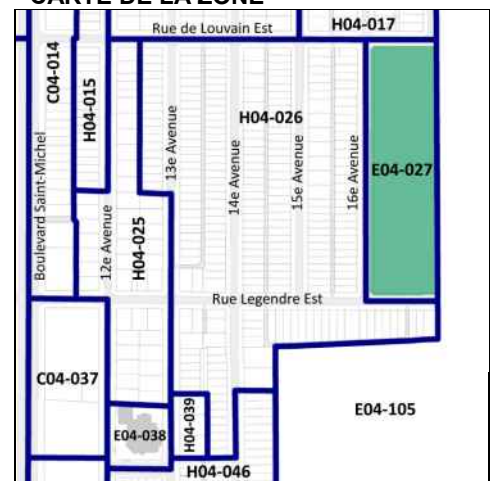 CARTE DE LA ZONE
Rue de Louvain Est
H04-017
C04-014
H04-015
H04-026
13e Avenue
14e Avenue
15e Avenue
16e Avenue
E04-027
Boulevard Saint-Michel
12e Avenue
H04-025
Rue Legendre Est
C04-037
E04-038
H04-039
E04-105
H04-046